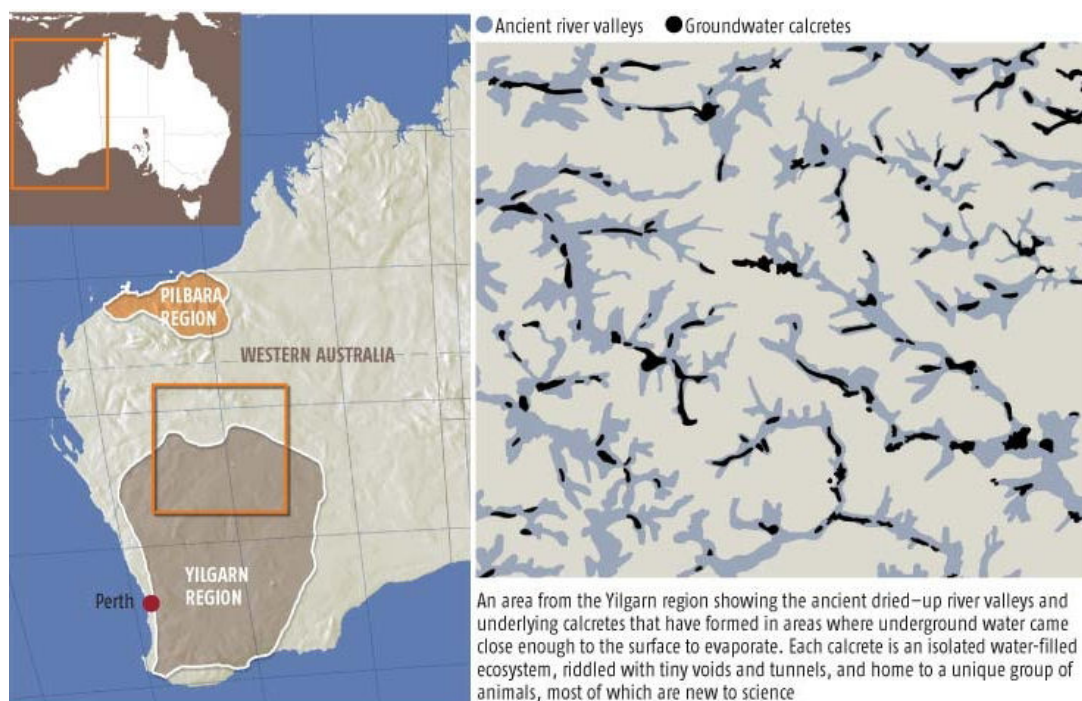 PILBARA
REGION
WESTERN AUSTRALIA
YILGARN
REGION
Perth
Ancient river valleys
Groundwater calcretes
An area from the Yilgarn region showing the ancient dried–up river valleys and
underlying calcretes that have formed in areas where underground water came
close enough to the surface to evaporate. Each calcrete is an isolated water-filled
ecosystem, riddled with tiny voids and tunnels, and home to a unique group of
animals, most of which are new to science